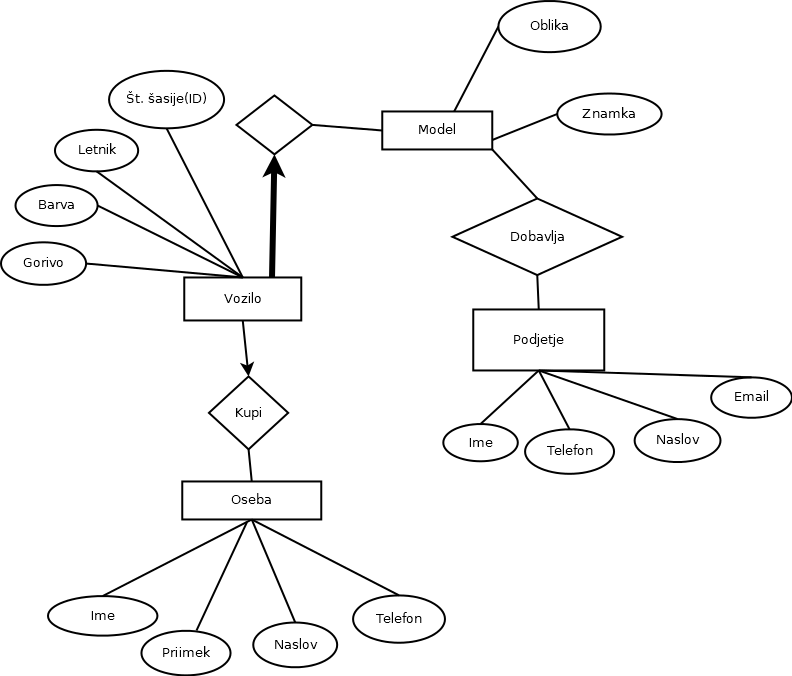 Oblika
Št. šasije(ID)
Znamka
Model
Letnik
Barva
Dobavlja
Gorivo
Vozilo
Podjetje
Email
Kupi
Ime
Telefon
Naslov
Oseba
Ime
Priimek
Naslov
Telefon